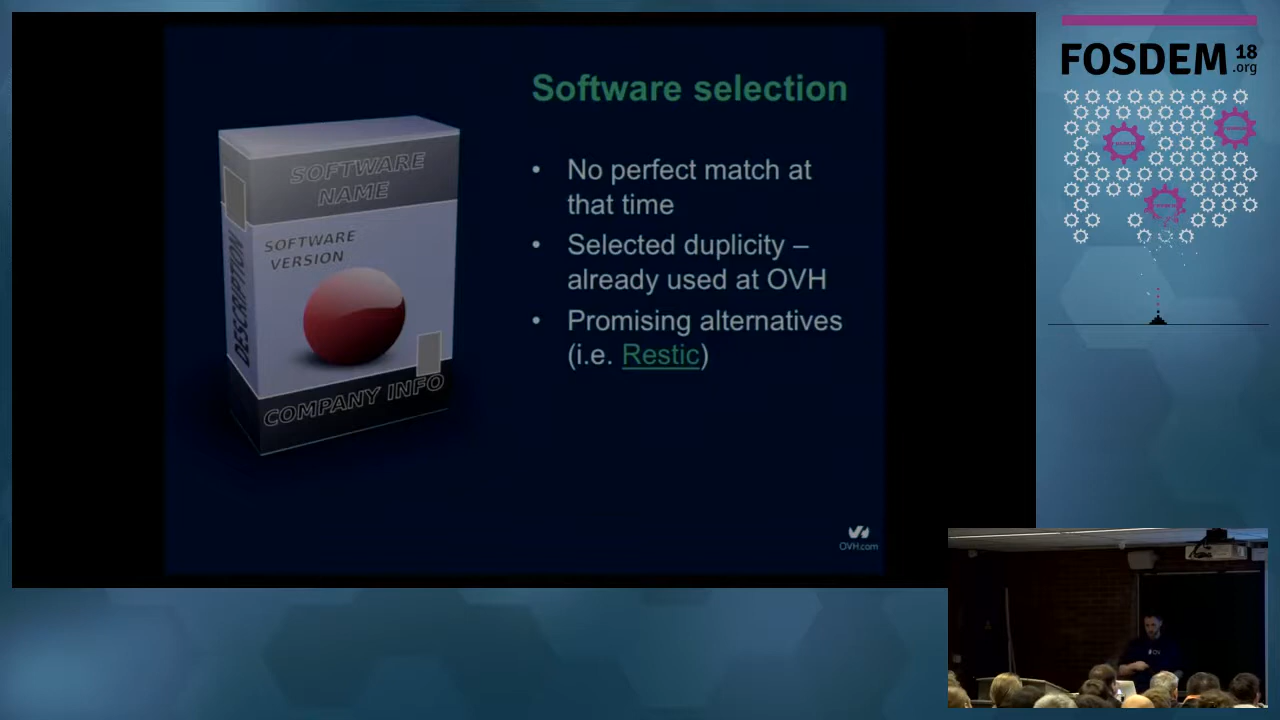 Software selection
• No perfect match at
that time
• Selected duplicity –
already used at OVH
• Promising alternatives
(i.e. Restic)
SOFTWARE
NAME
SOFTWARE
VERSION
DESCRIPTION
COMPANY INFO
OVH.com
FOSDEM 18
.org